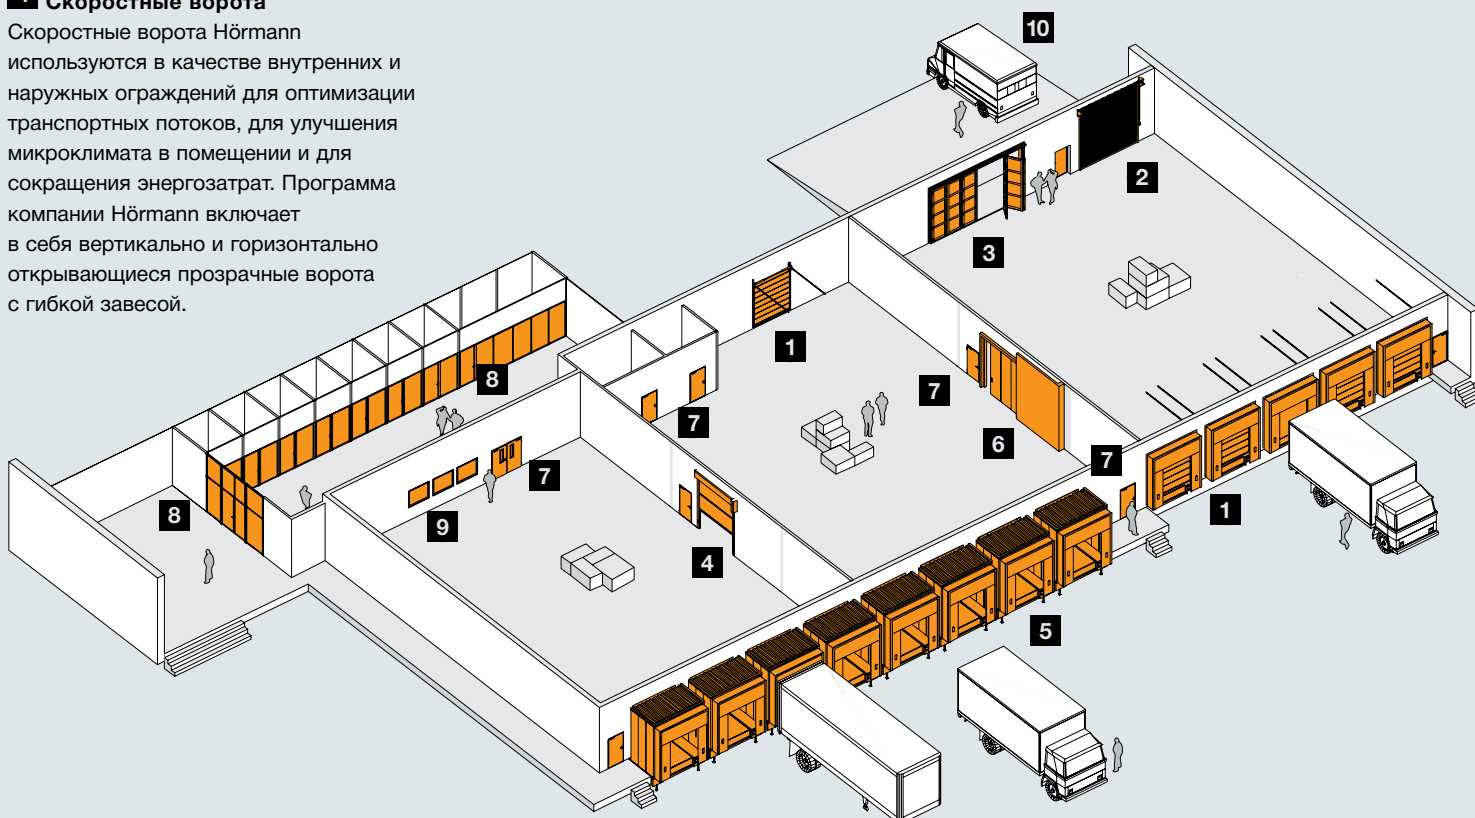 Скоростные ворота
Скоростные ворота Hörmann
используются в качестве внутренних и
наружных ограждений для оптимизации
транспортных потоков, для улучшения
микроклимата в помещении и для
сокращения энергозатрат. Программа
компании Hörmann включает
в себя вертикально и горизонтально
открывающиеся прозрачные ворота
с гибкой завесой.
10
2
3
1
8
7
7
6
7
7
9
8
1
4
5